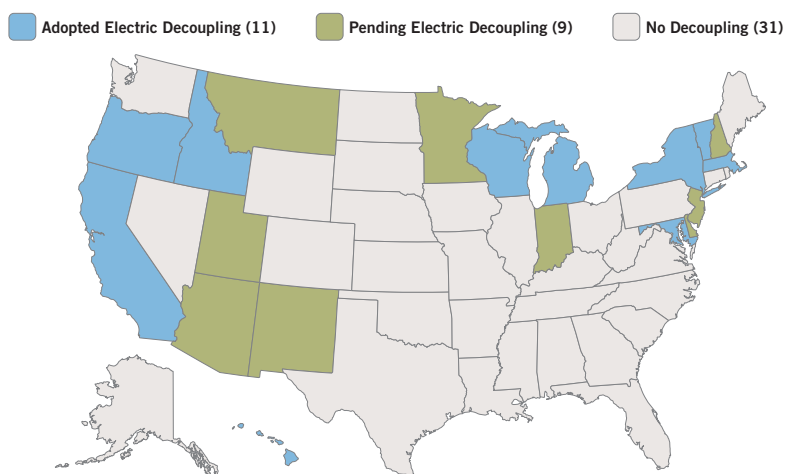 Adopted Electric Decoupling (11) Pending Electric Decoupling (9) No Decoupling (31)